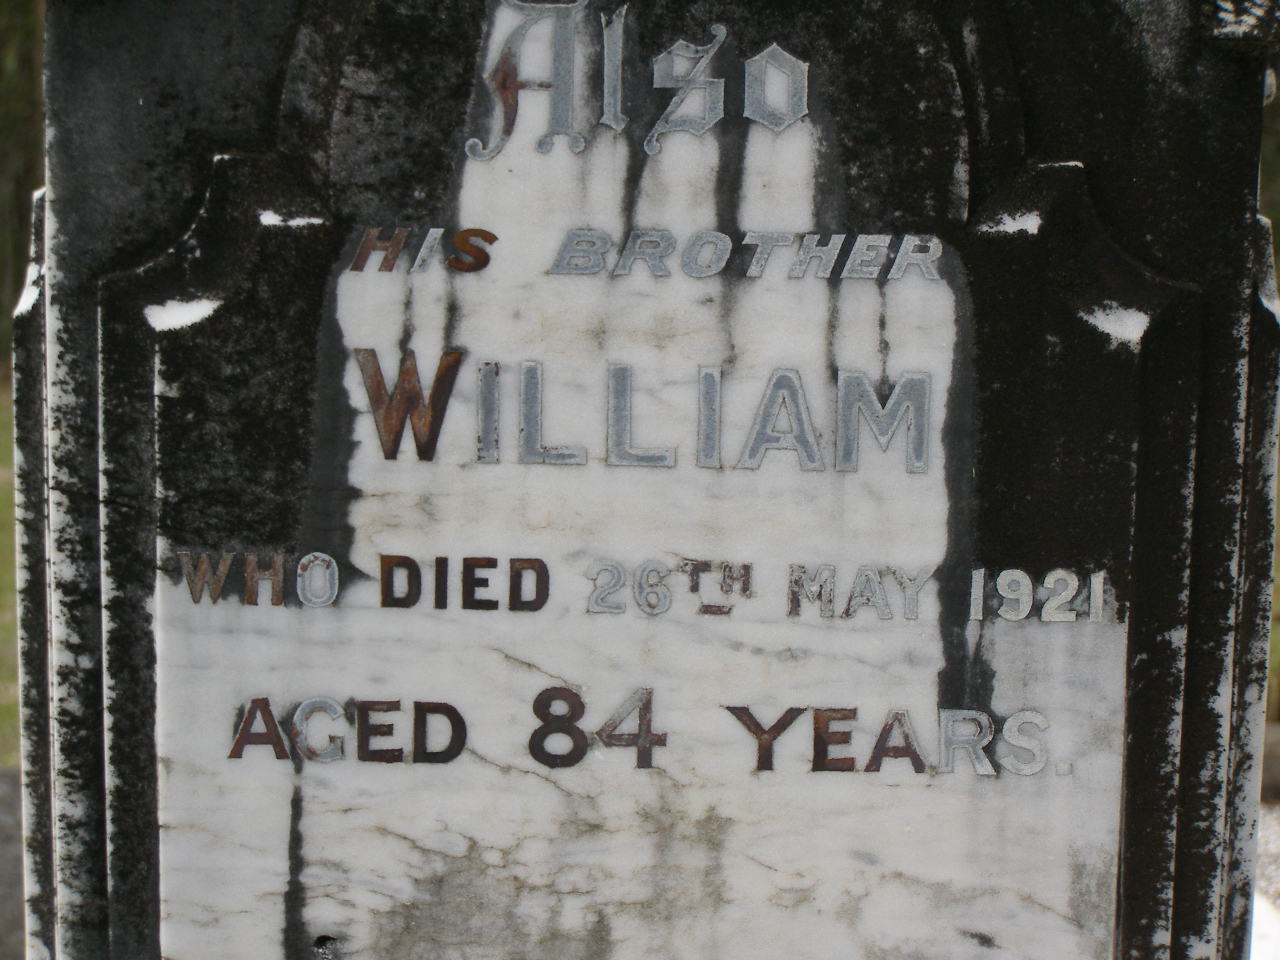 Also
HIS BROTHER
WILLIAM
WHO DIED 26TH MAY 1921
AGED 84 YEARS.